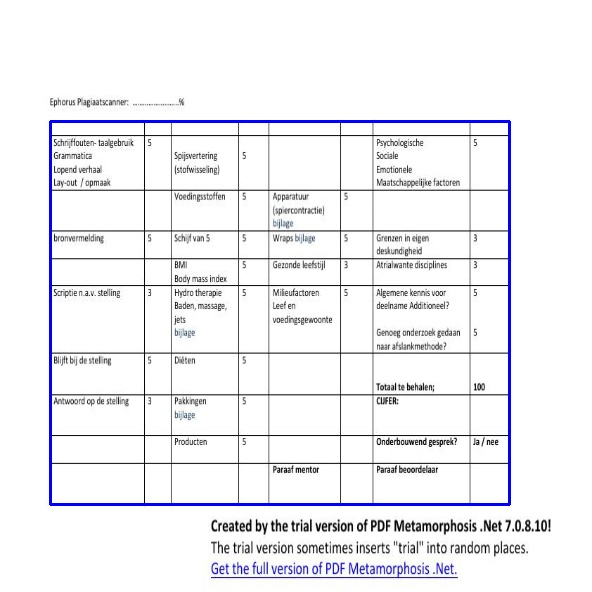 Ephorus Plagiaatscanner: ........................%
Schrijffouten- taalgebruik 5 Psychologische 5
Grammatica Spijsvertering 5 Sociale
Lopend verhaal (stofwisseling) Emotionele
Lay-out / opmaak Maatschappelijke factoren
Voedingsstoffen 5 Apparatuur 5
(spiercontractie)
bijlage
bronvermelding 5 Schijf van 5 5 Wraps bijlage 5 Grenzen in eigen 3
deskundigheid
BMI 5 Gezonde leefstijl 3 Atrialwante disciplines 3
Body mass index
Scriptie n.a.v. stelling 3 Hydro therapie 5 Milieufactoren 5 Algemene kennis voor 5
Baden, massage, Leef en deelname Additioneel?
jets voedingsgewoonte
bijlage Genoeg onderzoek gedaan 5
naar afslankmethode?
Blijft bij de stelling 5 Diëten 5
Totaal te behalen; 100
Antwoord op de stelling 3 Pakkingen 5 CIJFER:
bijlage
Producten 5 Onderbouwend gesprek? Ja / nee
Paraaf mentor Paraaf beoordelaar
Created by the trial version of PDF Metamorphosis .Net 7.0.8.10!
The trial version sometimes inserts "trial" into random places.
Get the full version of PDF Metamorphosis .Net.